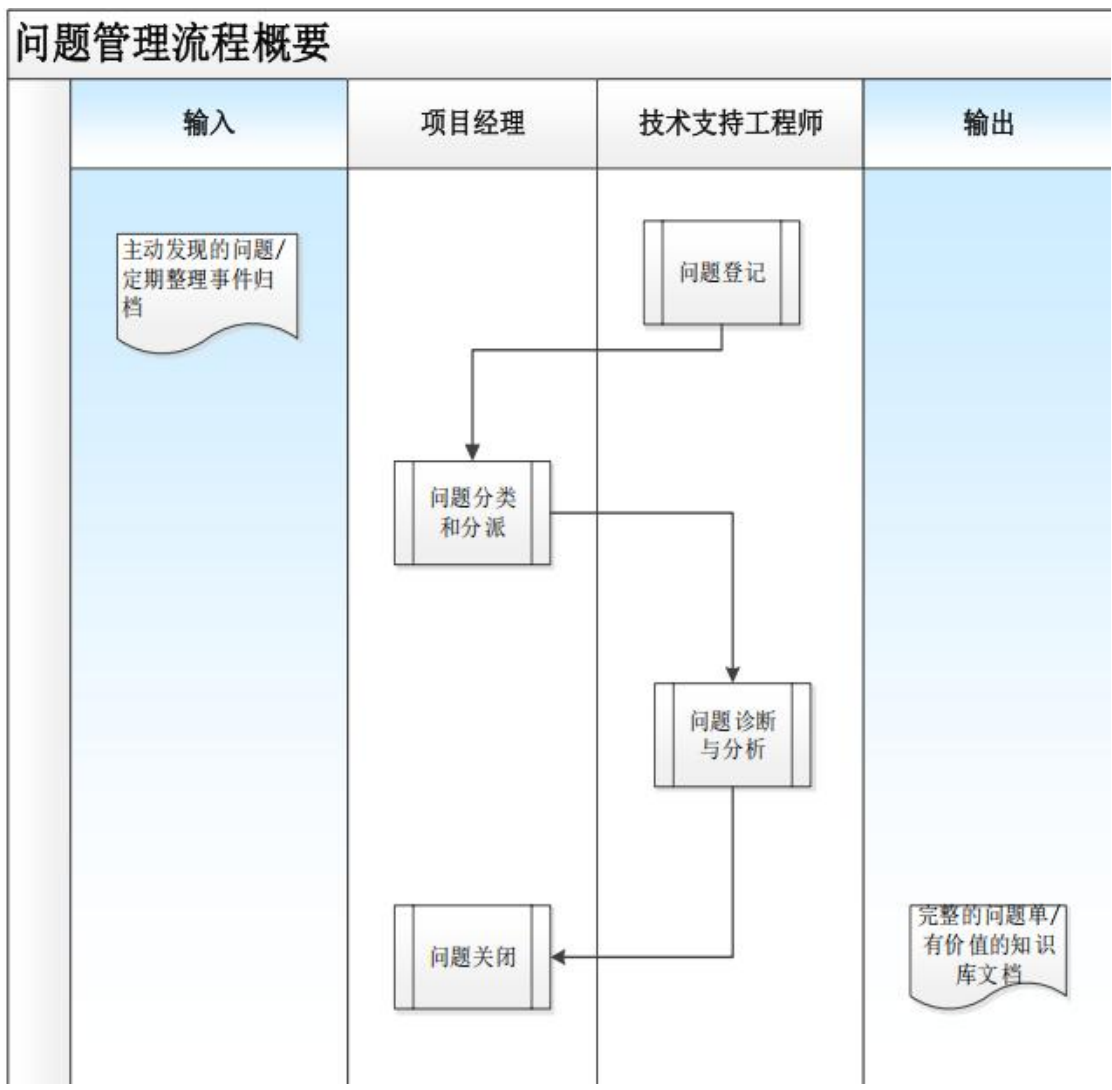 问题管理流程概要
输入
项目经理
技术支持工程师
输出
主动发现的问题/
定期整理事件归
档
问题登记
问题分类
和分派
问题诊断
与分析
问题关闭
完整的问题单/
有价值的知识
库文档